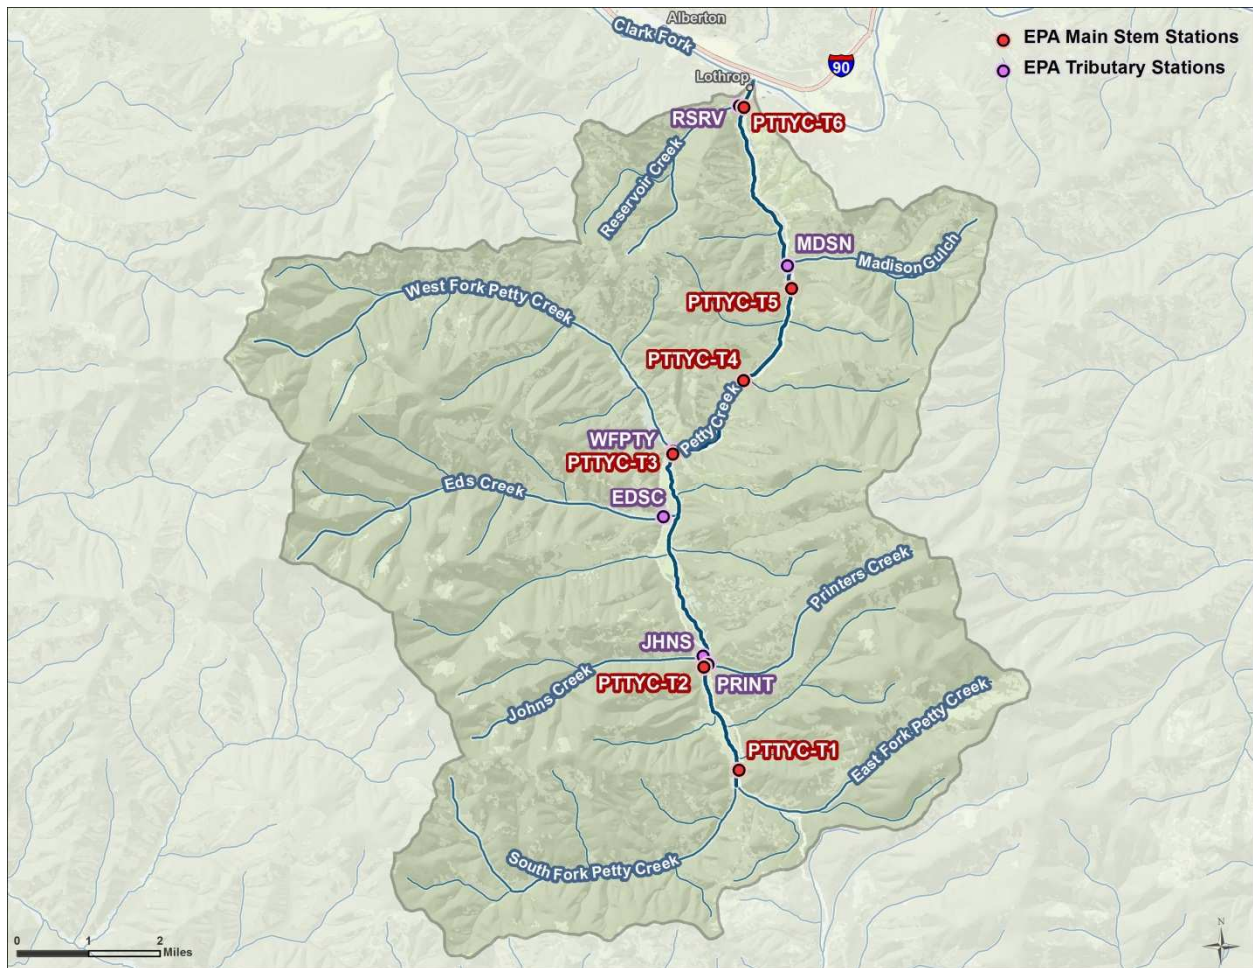 Alberton
Clark Fork
EPA Main Stem Stations
90
EPA Tributary Stations
Lothrop
RSRV
PTTYC-T6
Reservoir Creek
MDSN
Madison Gulch
West Fork Petty Creek
PTTYC-T5
PTTYC-T4
Petty Creek
WFPTY
PTTYC-T3
Eds Creek
EDSC
Printers Creek
JHNS
PTTYC-T2
PRINT
Johns Creek
East Fork Petty Creek
PTTYC-T1
South Fork Petty Creek
0 1 2
Miles
N